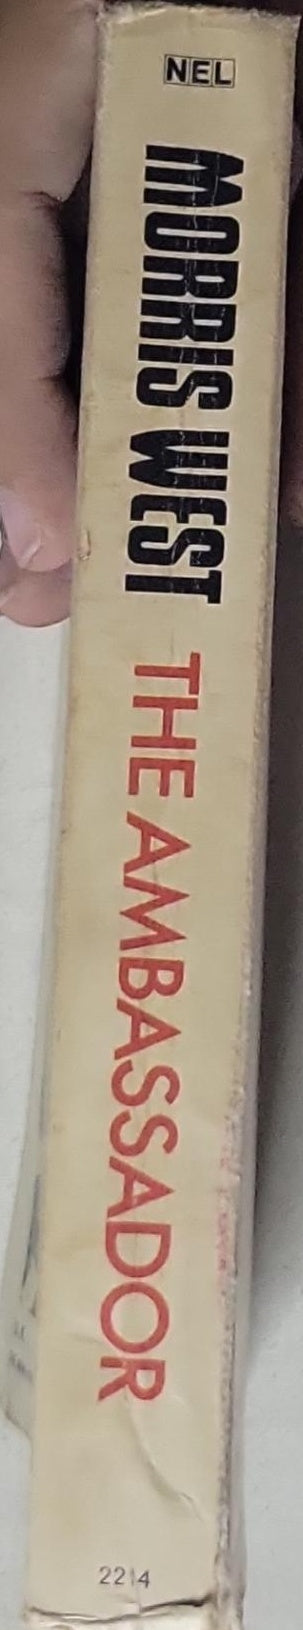 NEL
MORRIS WEST THE AMBASSADOR
2214